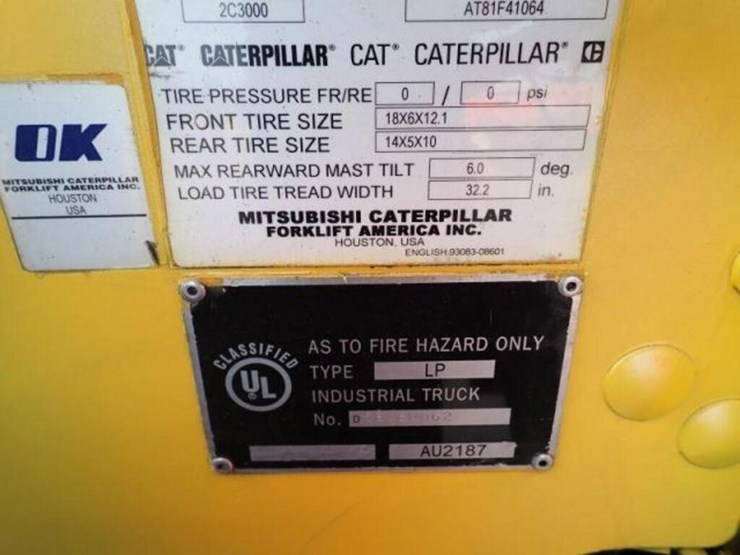 2C3000 AT81F41064
CAT® CATERPILLAR® CAT® CATERPILLAR® C
TIRE PRESSURE FR/RE 0 / 0 psi
FRONT TIRE SIZE 18X6X12.1
REAR TIRE SIZE 14X5X10
MAX REARWARD MAST TILT 6.0 deg.
LOAD TIRE TREAD WIDTH 32.2 in.
MITSUBISHI CATERPILLAR
FORKLIFT AMERICA INC.
HOUSTON, USA
ENGLISH 93083-08601
OK
MITSUBISHI CATERPILLAR
FORKLIFT AMERICA INC.
HOUSTON
USA
CLASSIFIED
UL®
AS TO FIRE HAZARD ONLY
TYPE LP
INDUSTRIAL TRUCK
No. D
AU2187